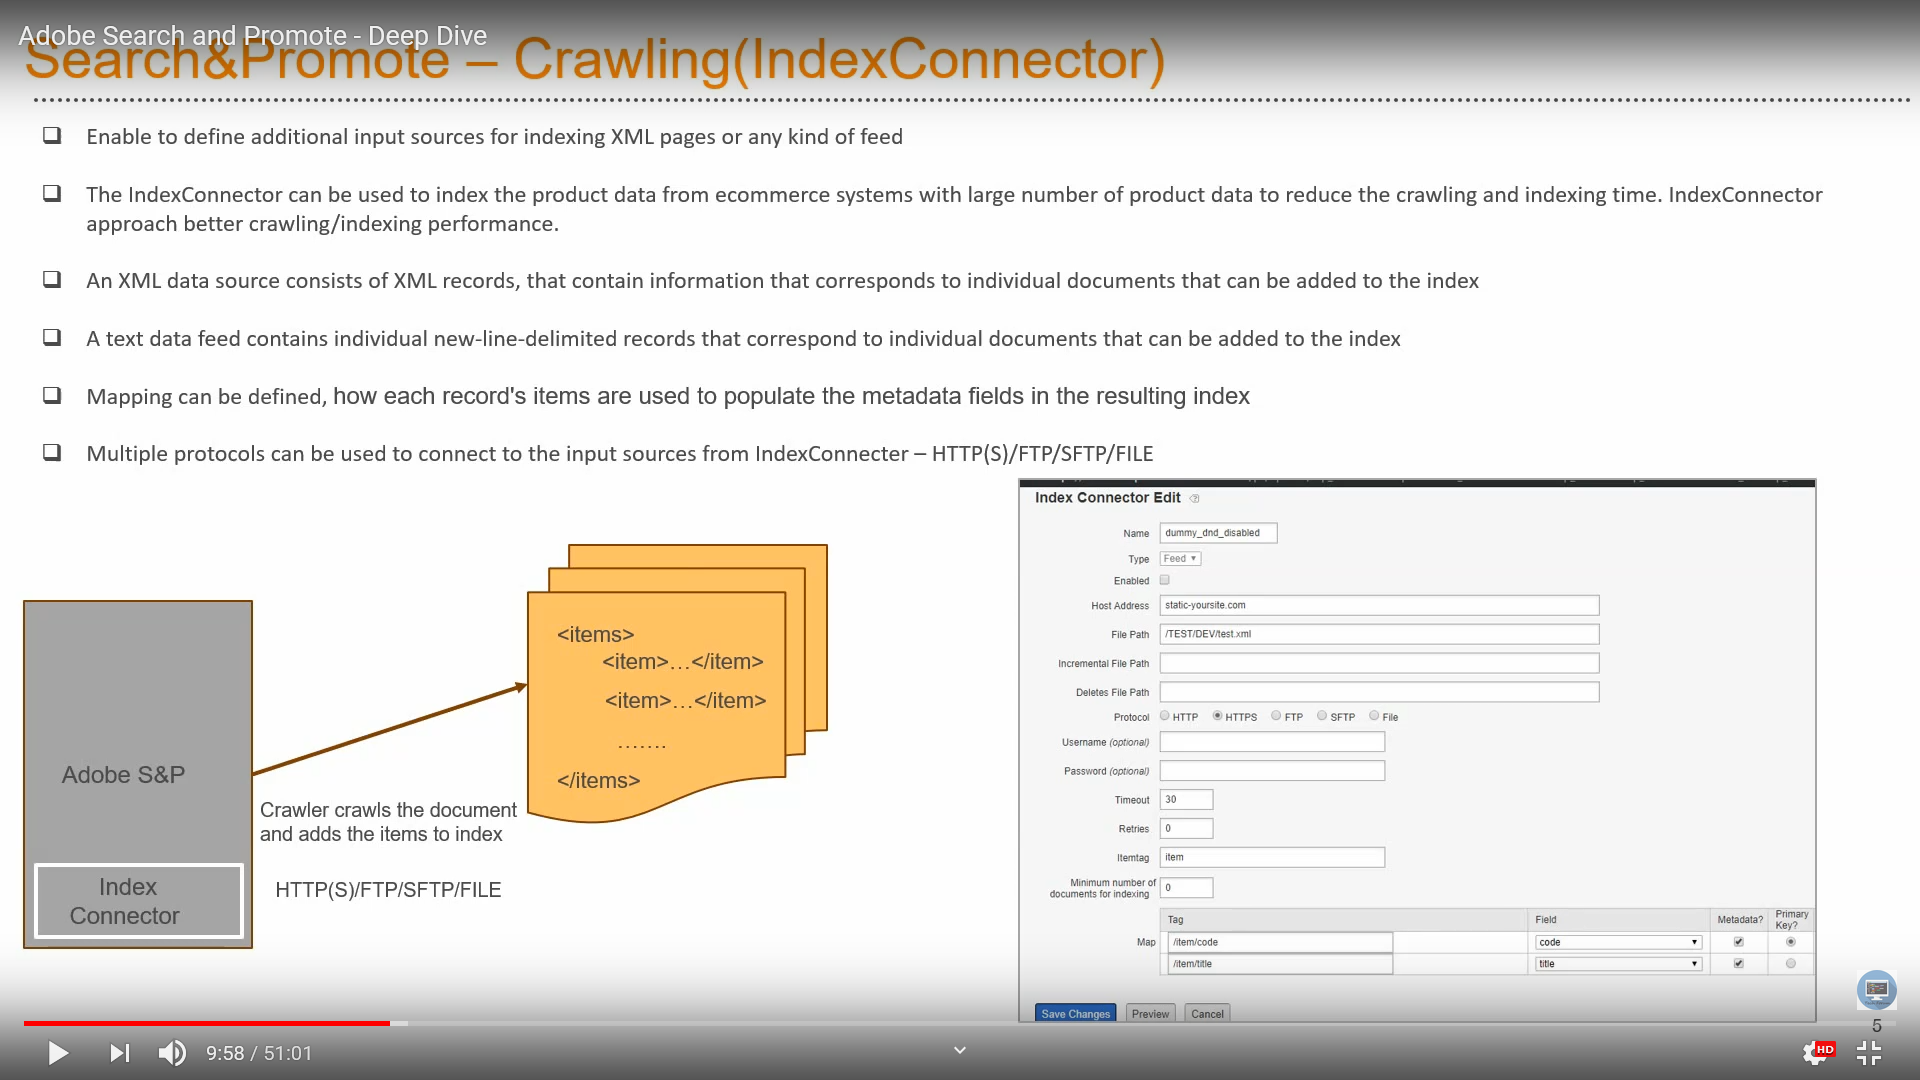 Adobe Search and Promote - Deep Dive
Search&Promote – Crawling(IndexConnector)
Enable to define additional input sources for indexing XML pages or any kind of feed
The IndexConnector can be used to index the product data from ecommerce systems with large number of product data to reduce the crawling and indexing time. IndexConnector
approach better crawling/indexing performance.
An XML data source consists of XML records, that contain information that corresponds to individual documents that can be added to the index
A text data feed contains individual new-line-delimited records that correspond to individual documents that can be added to the index
Mapping can be defined, how each record's items are used to populate the metadata fields in the resulting index
Multiple protocols can be used to connect to the input sources from IndexConnecter – HTTP(S)/FTP/SFTP/FILE
Adobe S&P
Index
Connector
Crawler crawls the document
and adds the items to index
HTTP(S)/FTP/SFTP/FILE
<items>
<item>...</item>
<item>...</item>
.......
</items>
Index Connector Edit ?
Name dummy_dnd_disabled
Type Feed
Enabled
Host Address static-yoursite.com
File Path /TEST/DEV/test.xml
Incremental File Path
Deletes File Path
Protocol HTTP HTTPS FTP SFTP File
Username (optional)
Password (optional)
Timeout 30
Retries 0
Itemtag item
Minimum number of
documents for indexing 0
Tag Field Metadata? Primary Key?
Map /item/code code
/item/title title
Save Changes Preview Cancel
5
9:58 / 51:01
HD